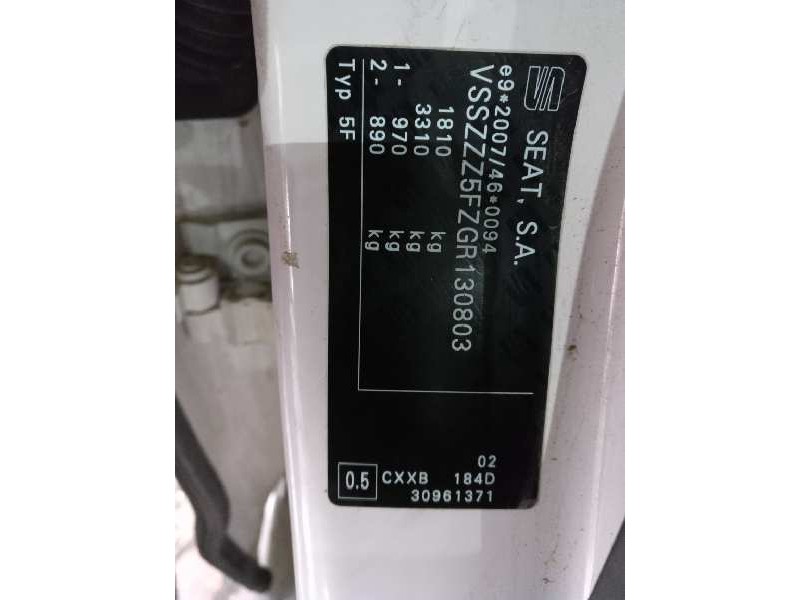 SEAT, S.A.
e9*2007/46*0094
VSSZZZ5FZGR130803
1810 kg
3310 kg
1- 970 kg
2- 890 kg
Typ 5F
02
0.5 CXXB 184D
30961371